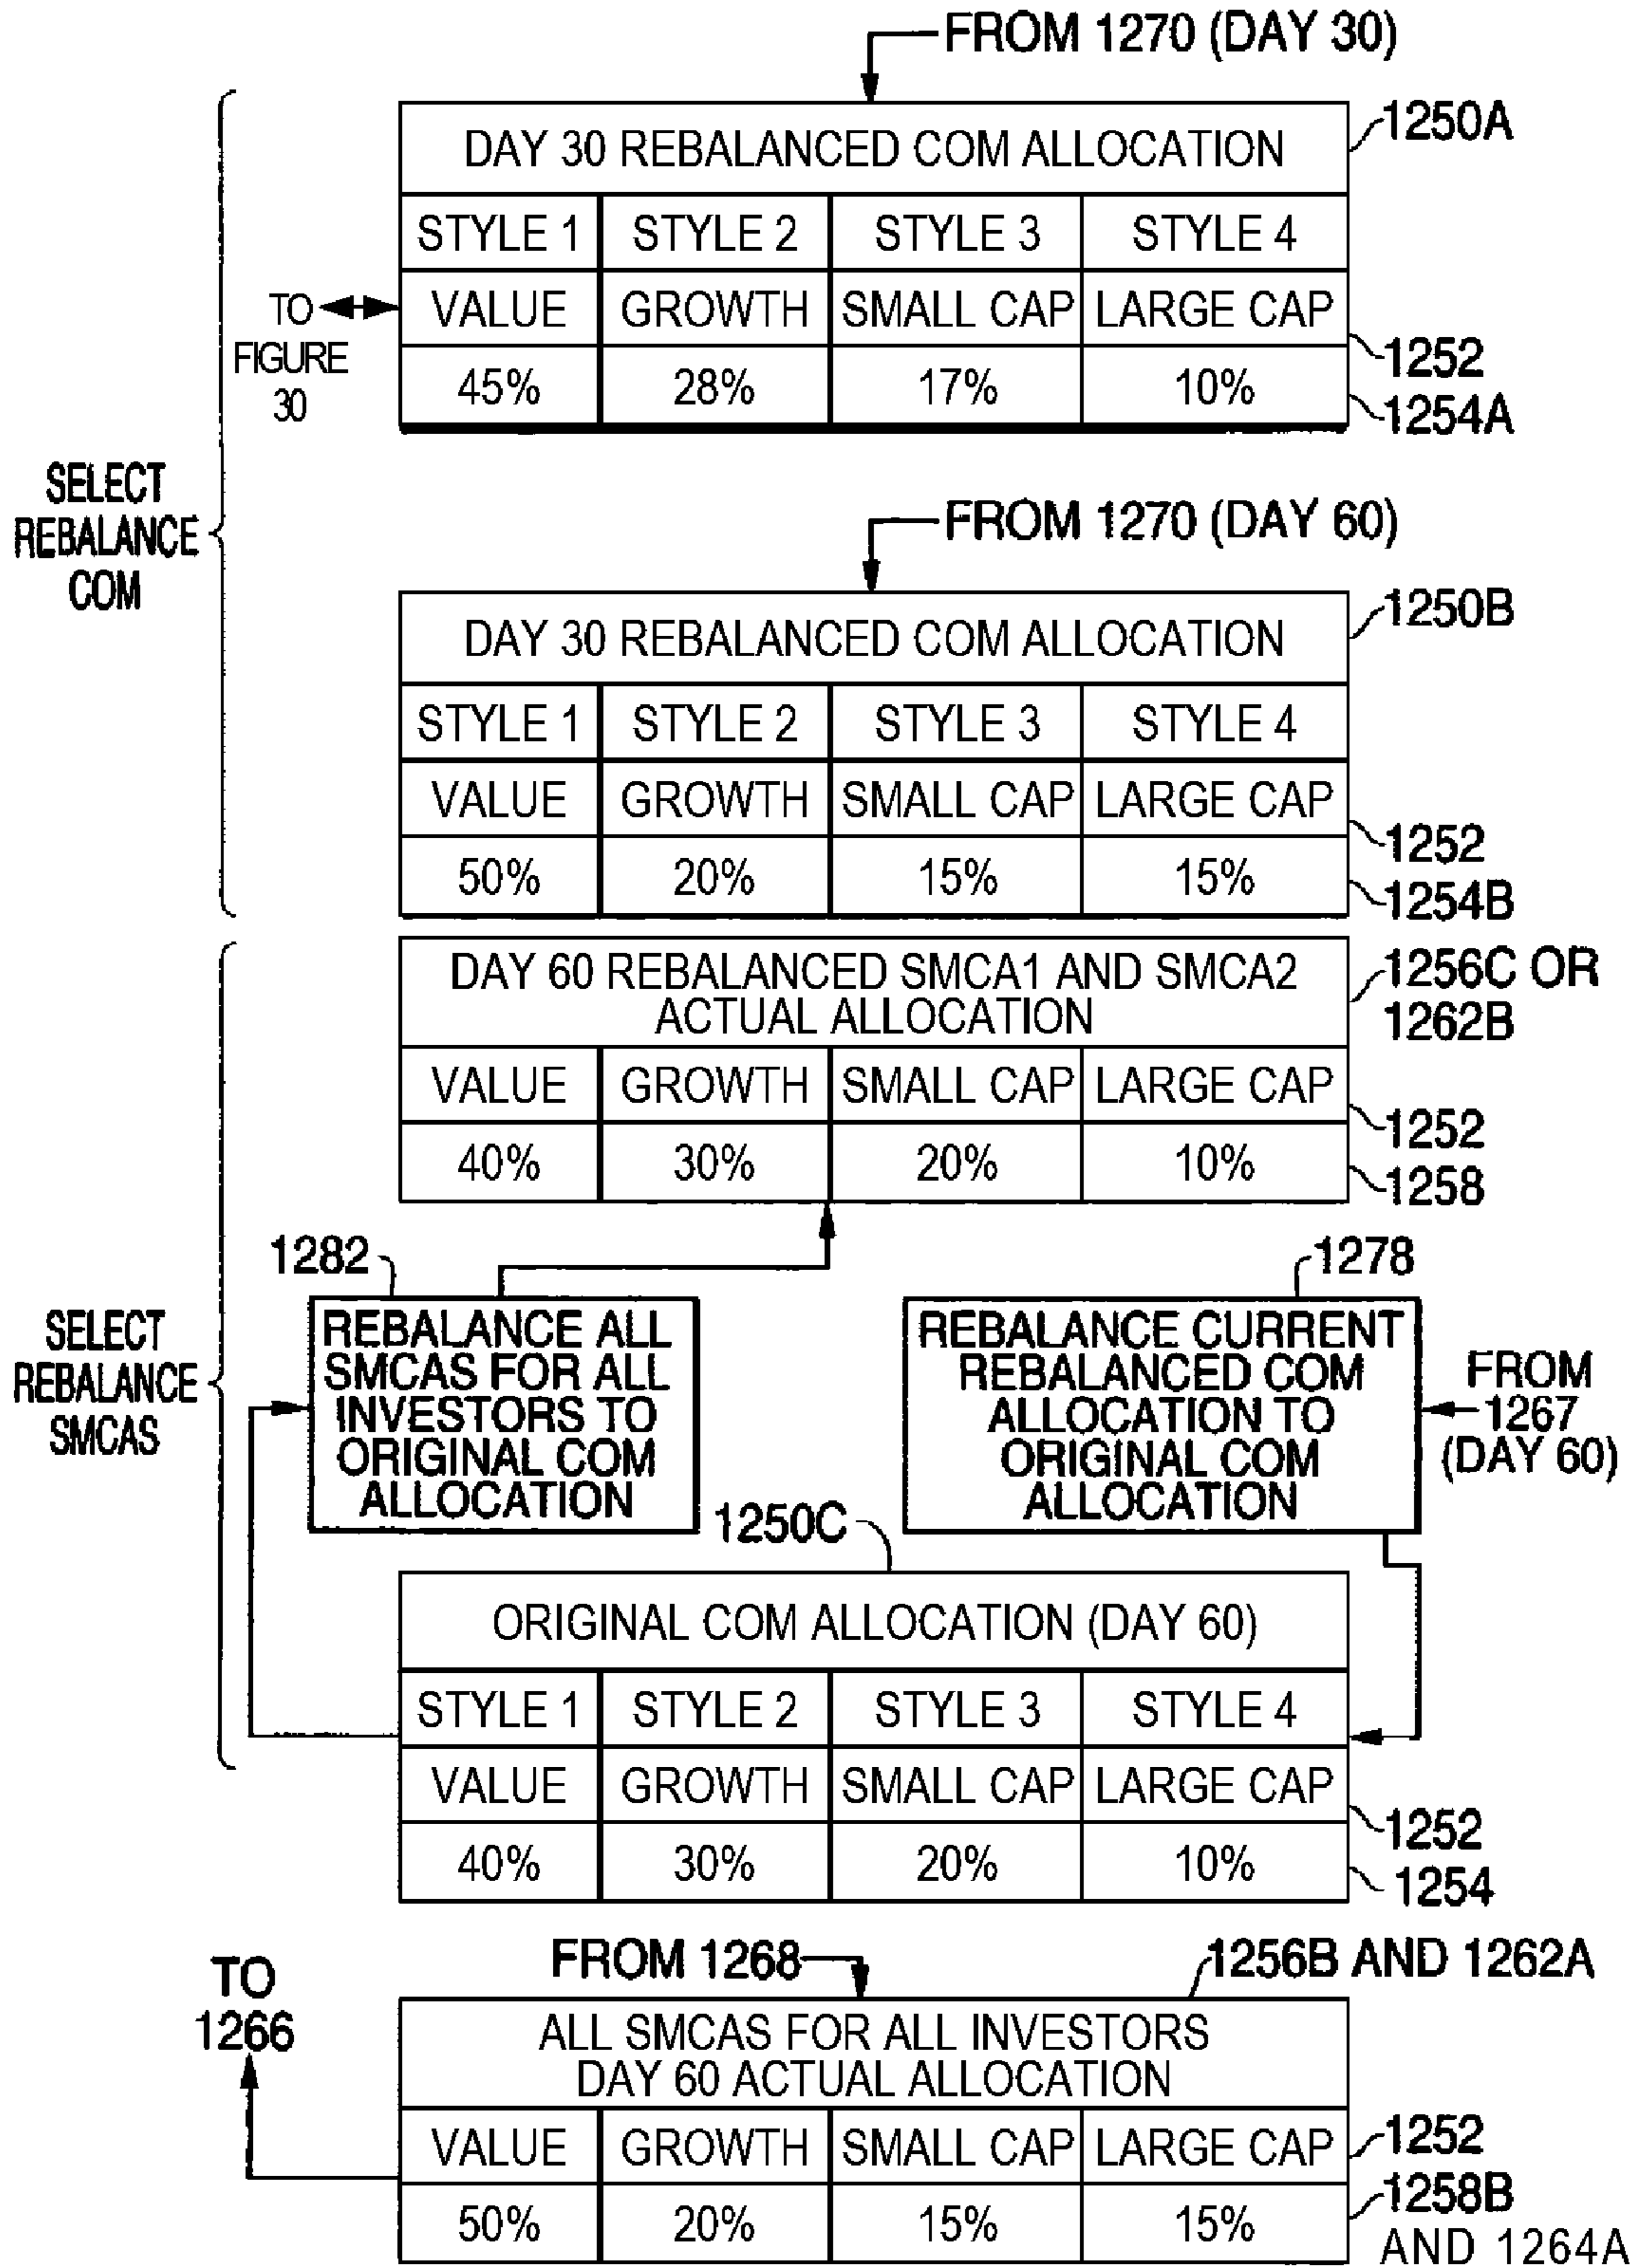 FROM 1270 (DAY 30)
1250A
DAY 30 REBALANCED COM ALLOCATION
STYLE 1 STYLE 2 STYLE 3 STYLE 4
TO
FIGURE
30
VALUE GROWTH SMALL CAP LARGE CAP
1252
45% 28% 17% 10%
1254A
SELECT
REBALANCE
COM
FROM 1270 (DAY 60)
1250B
DAY 30 REBALANCED COM ALLOCATION
STYLE 1 STYLE 2 STYLE 3 STYLE 4
VALUE GROWTH SMALL CAP LARGE CAP
1252
50% 20% 15% 15%
1254B
DAY 60 REBALANCED SMCA1 AND SMCA2
ACTUAL ALLOCATION
1256C OR
1262B
VALUE GROWTH SMALL CAP LARGE CAP
1252
40% 30% 20% 10%
1258
SELECT
REBALANCE
SMCAS
1282
REBALANCE ALL
SMCAS FOR ALL
INVESTORS TO
ORIGINAL COM
ALLOCATION
1278
REBALANCE CURRENT
REBALANCED COM
ALLOCATION TO
ORIGINAL COM
ALLOCATION
FROM
1267
(DAY 60)
1250C
ORIGINAL COM ALLOCATION (DAY 60)
STYLE 1 STYLE 2 STYLE 3 STYLE 4
VALUE GROWTH SMALL CAP LARGE CAP
1252
40% 30% 20% 10%
1254
TO
1266
FROM 1268
1256B AND 1262A
ALL SMCAS FOR ALL INVESTORS
DAY 60 ACTUAL ALLOCATION
VALUE GROWTH SMALL CAP LARGE CAP
1252
50% 20% 15% 15%
1258B
AND 1264A